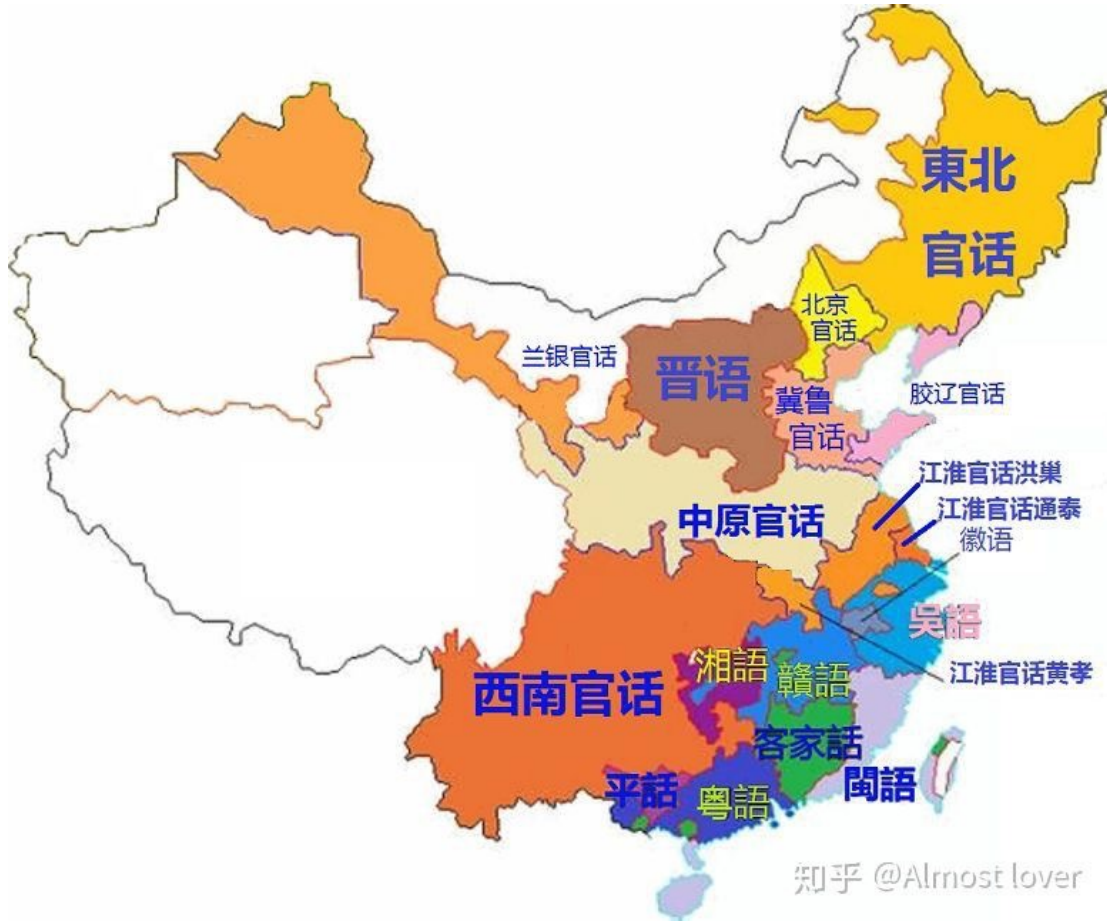 東北
官话
北京
官话
兰银官话
晋语
冀鲁
官话
胶辽官话
江淮官话洪巢
江淮官话通泰
徽语
中原官话
吳語
江淮官话黄孝
湘語
贛語
西南官话
客家話
閩語
平話
粤語
知乎 @Almost lover